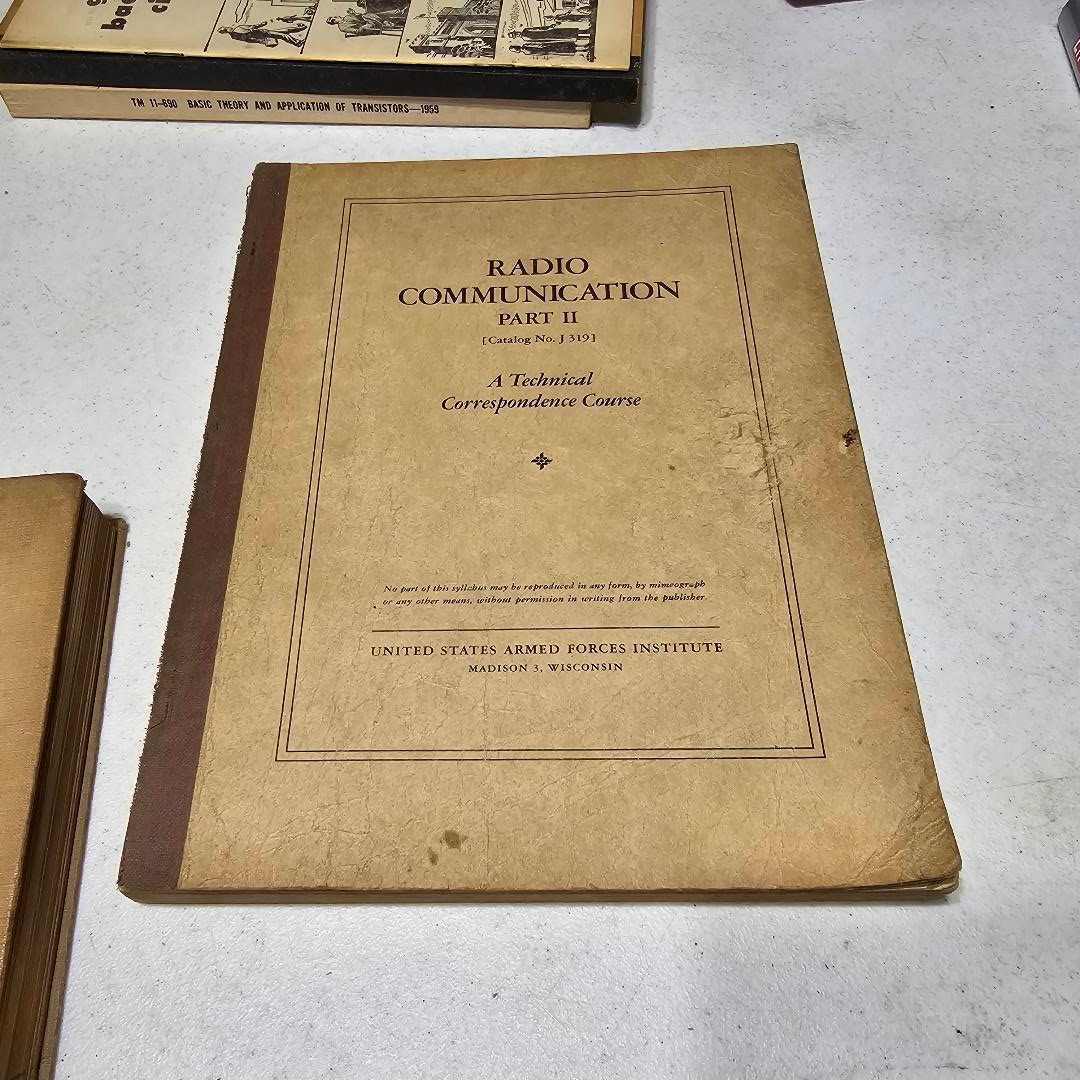 TM 11-690 BASIC THEORY AND APPLICATION OF TRANSISTORS—1959
RADIO
COMMUNICATION
PART II
[Catalog No. J 319]
A Technical
Correspondence Course
No part of this syllabus may be reproduced in any form, by mimeograph
or any other means, without permission in writing from the publisher.
UNITED STATES ARMED FORCES INSTITUTE
MADISON 3, WISCONSIN